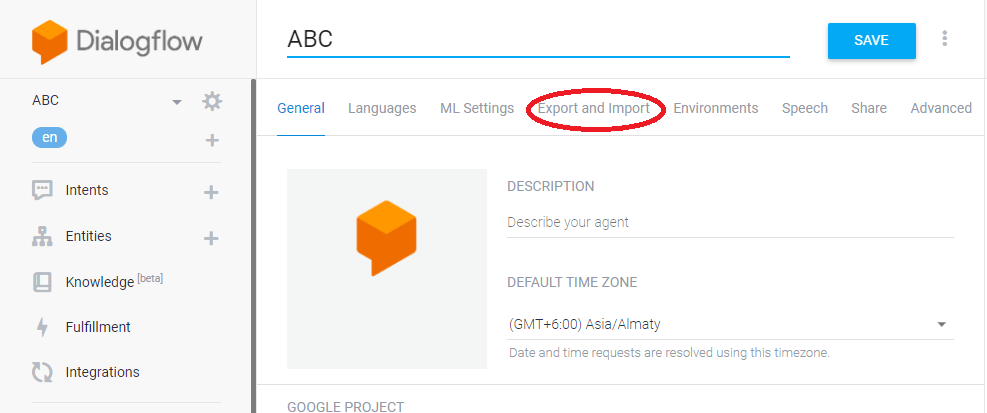 Dialogflow
ABC
SAVE
ABC
en
General Languages ML Settings Export and Import Environments Speech Share Advanced
Intents
Entities
Knowledge [beta]
Fulfillment
Integrations
DESCRIPTION
Describe your agent
DEFAULT TIME ZONE
(GMT+6:00) Asia/Almaty
Date and time requests are resolved using this timezone.
GOOGLE PROJECT